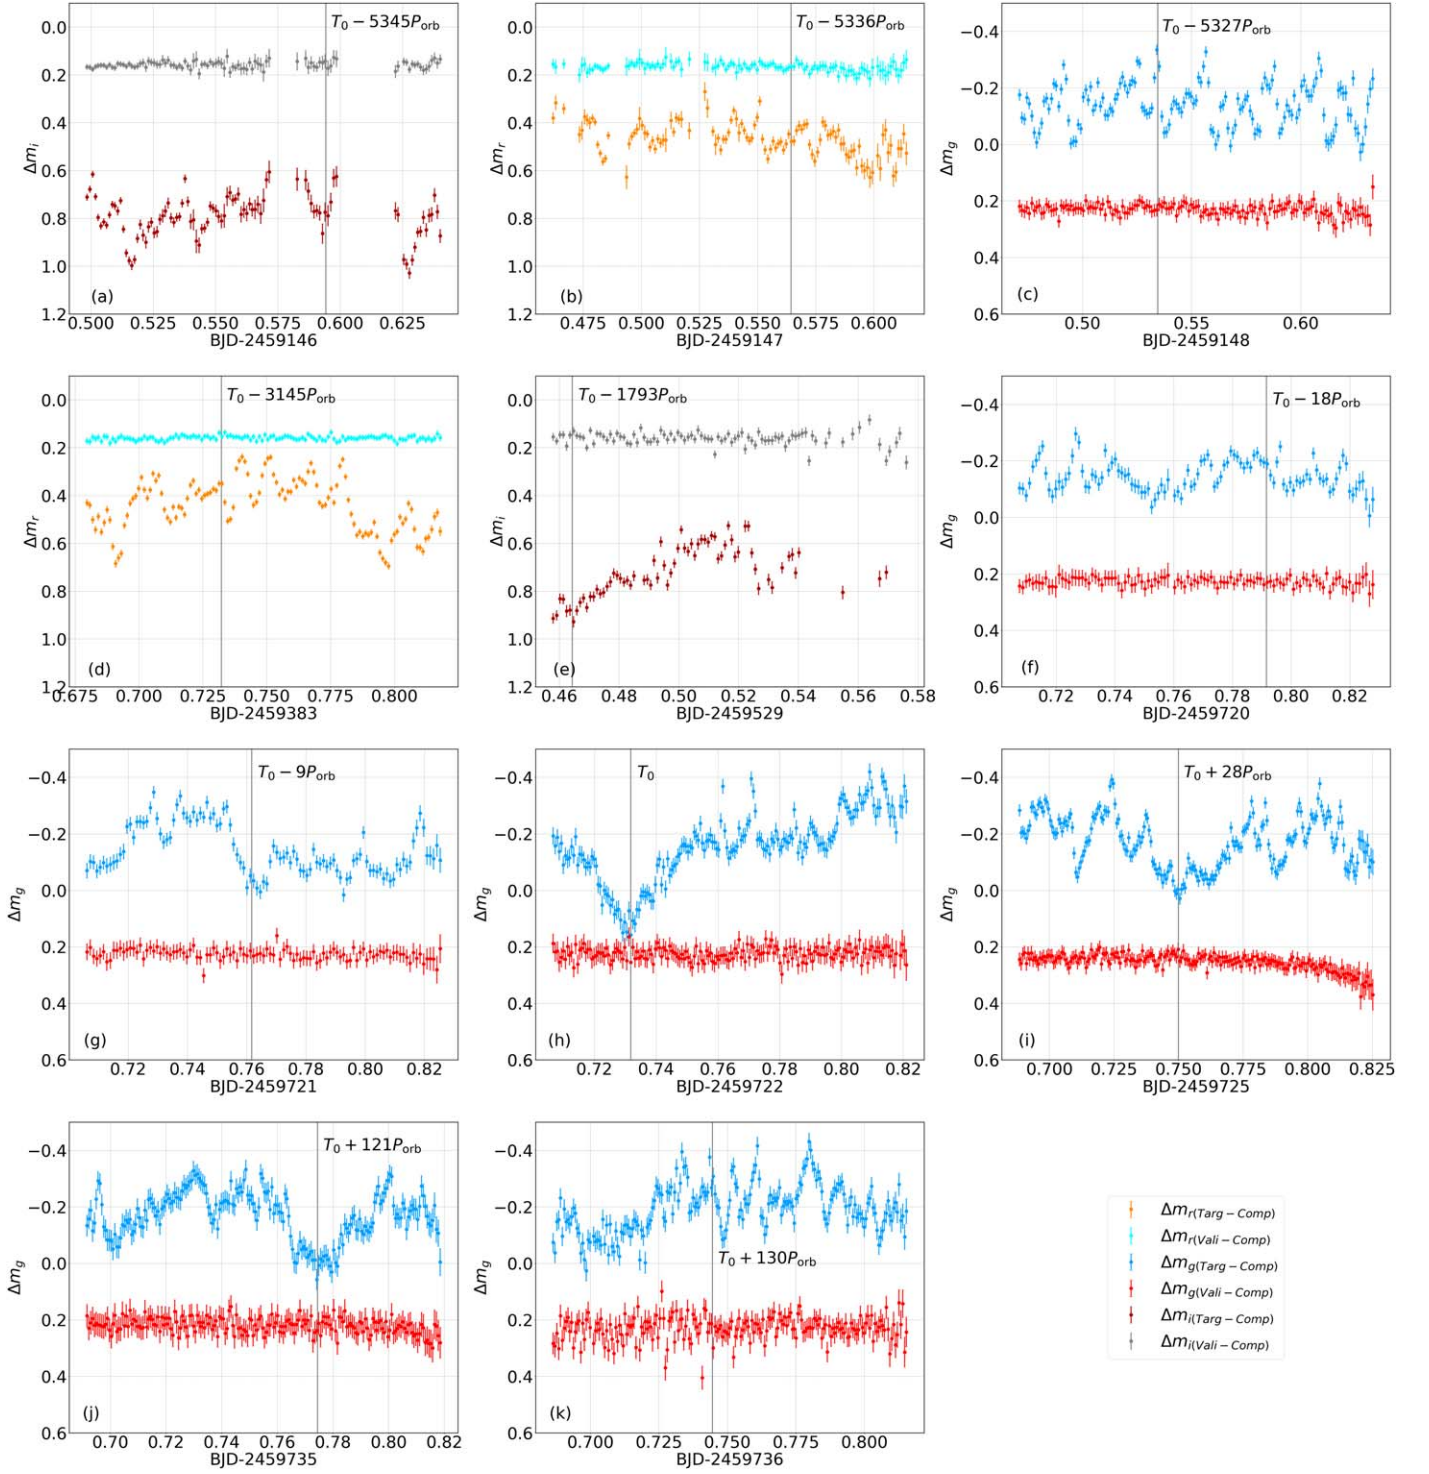 0.0
0.2
0.4
0.6
0.8
1.0
1.2
Δm_i
T_0 − 5345P_orb
(a)
0.500 0.525 0.550 0.575 0.600 0.625
BJD-2459146
0.0
0.2
0.4
0.6
0.8
1.0
1.2
Δm_r
T_0 − 5336P_orb
(b)
0.475 0.500 0.525 0.550 0.575 0.600
BJD-2459147
−0.4
−0.2
0.0
0.2
0.4
0.6
Δm_g
T_0 − 5327P_orb
(c)
0.50 0.55 0.60
BJD-2459148
0.0
0.2
0.4
0.6
0.8
1.0
1.2
Δm_r
T_0 − 3145P_orb
(d)
0.675 0.700 0.725 0.750 0.775 0.800
BJD-2459383
0.0
0.2
0.4
0.6
0.8
1.0
1.2
Δm_i
T_0 − 1793P_orb
(e)
0.46 0.48 0.50 0.52 0.54 0.56 0.58
BJD-2459529
−0.4
−0.2
0.0
0.2
0.4
0.6
Δm_g
T_0 − 18P_orb
(f)
0.72 0.74 0.76 0.78 0.80 0.82
BJD-2459720
−0.4
−0.2
0.0
0.2
0.4
0.6
Δm_g
T_0 − 9P_orb
(g)
0.72 0.74 0.76 0.78 0.80 0.82
BJD-2459721
−0.4
−0.2
0.0
0.2
0.4
0.6
Δm_g
T_0
(h)
0.72 0.74 0.76 0.78 0.80 0.82
BJD-2459722
−0.4
−0.2
0.0
0.2
0.4
0.6
Δm_g
T_0 + 28P_orb
(i)
0.700 0.725 0.750 0.775 0.800 0.825
BJD-2459725
−0.4
−0.2
0.0
0.2
0.4
0.6
Δm_g
T_0 + 121P_orb
(j)
0.70 0.72 0.74 0.76 0.78 0.80 0.82
BJD-2459735
−0.4
−0.2
0.0
0.2
0.4
0.6
Δm_g
T_0 + 130P_orb
(k)
0.700 0.725 0.750 0.775 0.800
BJD-2459736
Δm_r(Targ − Comp)
Δm_r(Vali − Comp)
Δm_g(Targ − Comp)
Δm_g(Vali − Comp)
Δm_i(Targ − Comp)
Δm_i(Vali − Comp)